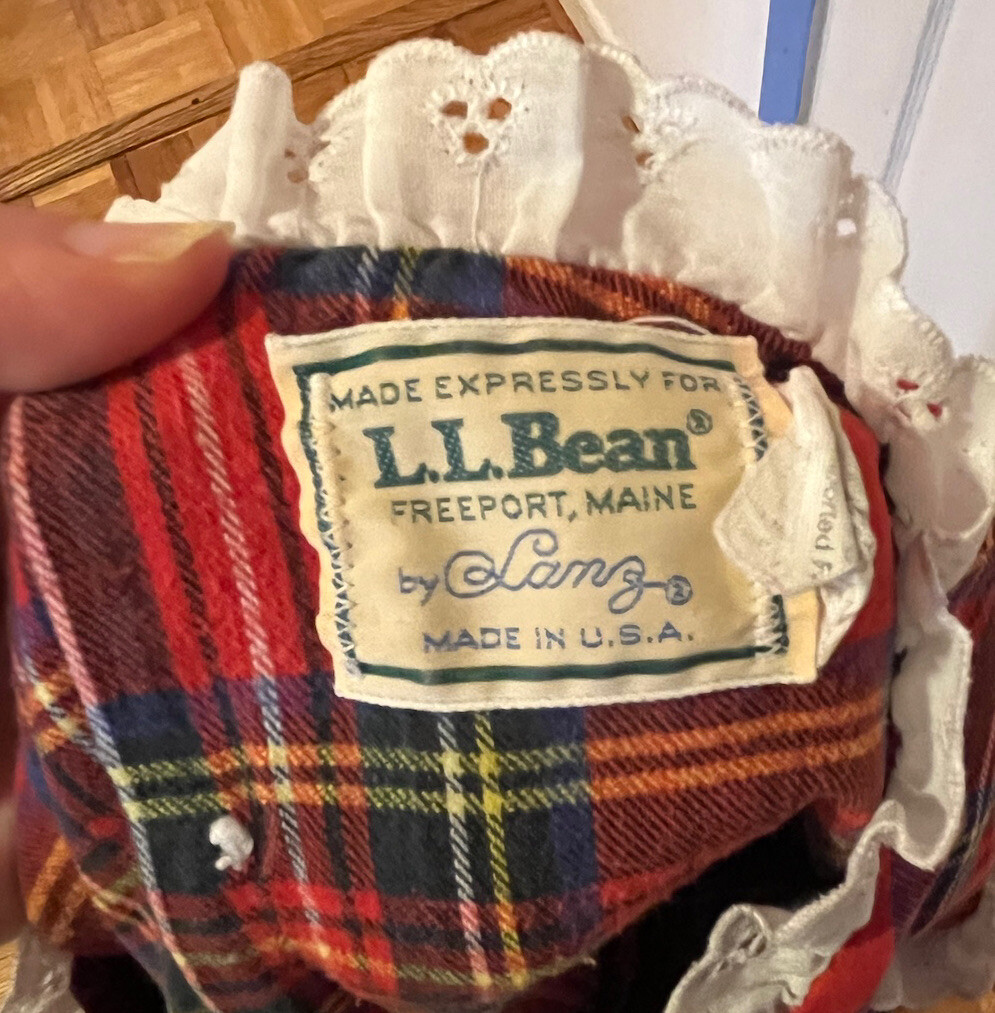 MADE EXPRESSLY FOR
L.L.Bean®
FREEPORT, MAINE
by Lanz®
MADE IN U.S.A.